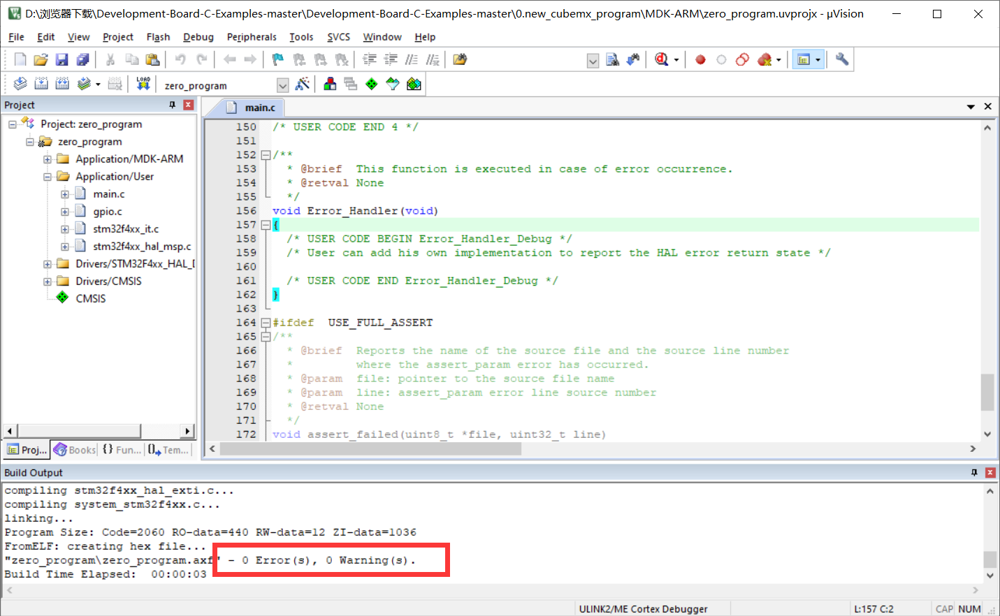 D:\浏览器下载\Development-Board-C-Examples-master\Development-Board-C-Examples-master\0.new_cubemx_program\MDK-ARM\zero_program.uvprojx - µVision
File Edit View Project Flash Debug Peripherals Tools SVCS Window Help
LOAD
zero_program
Project
Project: zero_program
zero_program
Application/MDK-ARM
Application/User
main.c
gpio.c
stm32f4xx_it.c
stm32f4xx_hal_msp.c
Drivers/STM32F4xx_HAL_D
Drivers/CMSIS
CMSIS
Proj... Books {} Fun... Tem...
main.c
150 /* USER CODE END 4 */
151
152 /**
153 * @brief  This function is executed in case of error occurrence.
154 * @retval None
155 */
156 void Error_Handler(void)
157 {
158 /* USER CODE BEGIN Error_Handler_Debug */
159 /* User can add his own implementation to report the HAL error return state */
160
161 /* USER CODE END Error_Handler_Debug */
162 }
163
164 #ifdef  USE_FULL_ASSERT
165 /**
166 * @brief  Reports the name of the source file and the source line number
167 *         where the assert_param error has occurred.
168 * @param  file: pointer to the source file name
169 * @param  line: assert_param error line source number
170 * @retval None
171 */
172 void assert_failed(uint8_t *file, uint32_t line)
Build Output
compiling stm32f4xx_hal_exti.c...
compiling system_stm32f4xx.c...
linking...
Program Size: Code=2060 RO-data=440 RW-data=12 ZI-data=1036
FromELF: creating hex file...
"zero_program\zero_program.axf" - 0 Error(s), 0 Warning(s).
Build Time Elapsed:  00:00:03
ULINK2/ME Cortex Debugger L:157 C:2 CAP NUM